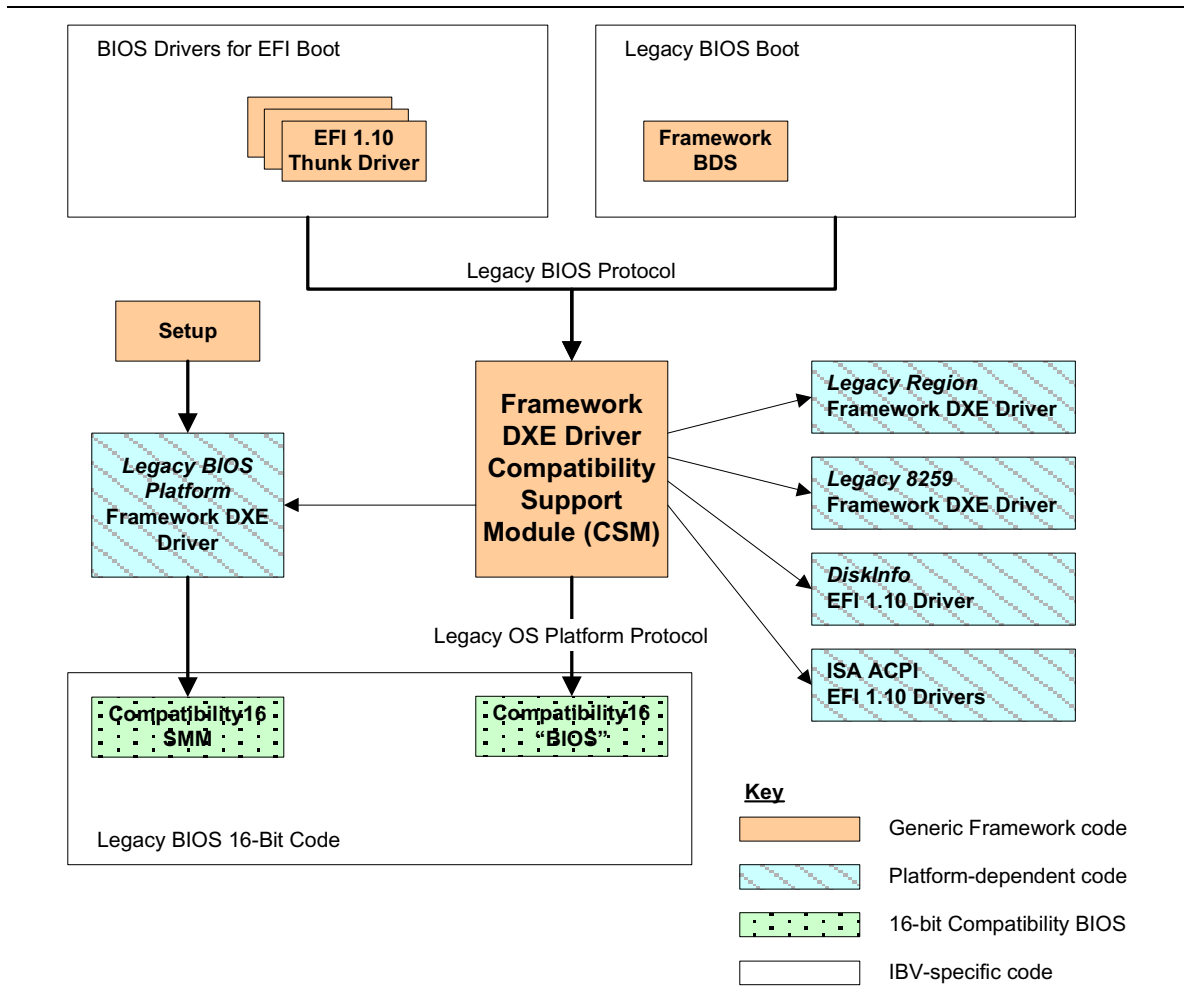 BIOS Drivers for EFI Boot
EFI 1.10
Thunk Driver
Legacy BIOS Boot
Framework
BDS
Legacy BIOS Protocol
Setup
Legacy BIOS
Platform
Framework DXE
Driver
Framework
DXE Driver
Compatibility
Support
Module (CSM)
Legacy Region
Framework DXE Driver
Legacy 8259
Framework DXE Driver
DiskInfo
EFI 1.10 Driver
ISA ACPI
EFI 1.10 Drivers
Legacy OS Platform Protocol
Compatibility16
SMM
Compatibility16
“BIOS”
Legacy BIOS 16-Bit Code
Key
Generic Framework code
Platform-dependent code
16-bit Compatibility BIOS
IBV-specific code